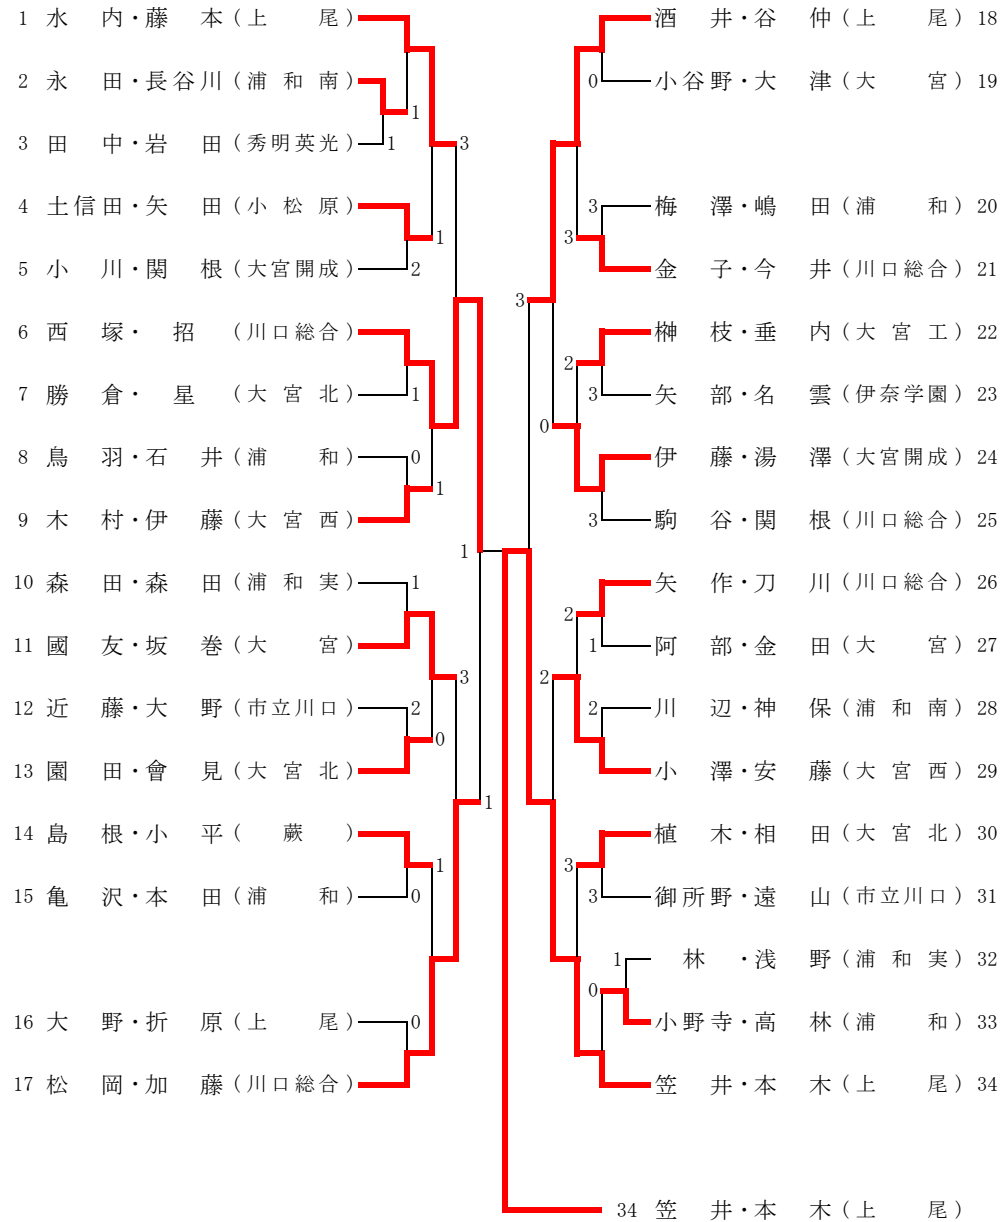 1 水内・藤本(上尾)
2 永田・長谷川(浦和南)
1
3 田中・岩田(秀明英光)
1
3
4 土信田・矢田(小松原)
1
5 小川・関根(大宮開成)
2
6 西塚・招(川口総合)
7 勝倉・星(大宮北)
1
8 鳥羽・石井(浦和)
0
1
9 木村・伊藤(大宮西)
1
10 森田・森田(浦和実)
1
11 國友・坂巻(大宮)
3
12 近藤・大野(市立川口)
2
0
13 園田・會見(大宮北)
1
14 島根・小平(蕨)
1
15 亀沢・本田(浦和)
0
16 大野・折原(上尾)
0
17 松岡・加藤(川口総合)
酒井・谷仲(上尾) 18
0
小谷野・大津(大宮) 19
3
梅澤・嶋田(浦和) 20
3
金子・今井(川口総合) 21
3
榊枝・垂内(大宮工) 22
2
3
矢部・名雲(伊奈学園) 23
0
伊藤・湯澤(大宮開成) 24
3
駒谷・関根(川口総合) 25
矢作・刀川(川口総合) 26
2
1
阿部・金田(大宮) 27
2
2
川辺・神保(浦和南) 28
小澤・安藤(大宮西) 29
植木・相田(大宮北) 30
3
3
御所野・遠山(市立川口) 31
1
林・浅野(浦和実) 32
0
小野寺・高林(浦和) 33
笠井・本木(上尾) 34
34 笠井・本木(上尾)